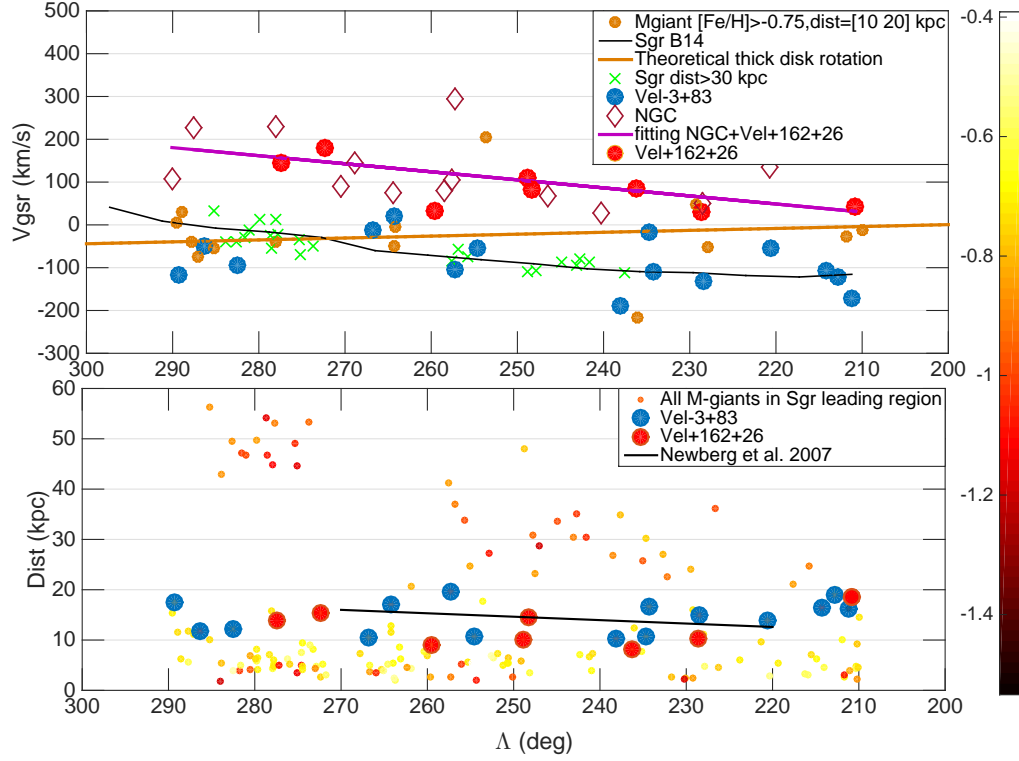 500
400
300
200
100
0
-100
-200
-300
Vgsr (km/s)
Mgiant [Fe/H]>-0.75,dist=[10 20] kpc
Sgr B14
Theoretical thick disk rotation
Sgr dist>30 kpc
Vel-3+83
NGC
fitting NGC+Vel+162+26
Vel+162+26
300 290 280 270 260 250 240 230 220 210 200
60
50
40
30
20
10
0
Dist (kpc)
All M-giants in Sgr leading region
Vel-3+83
Vel+162+26
Newberg et al. 2007
300 290 280 270 260 250 240 230 220 210 200
Λ (deg)
-0.4
-0.6
-0.8
-1
-1.2
-1.4